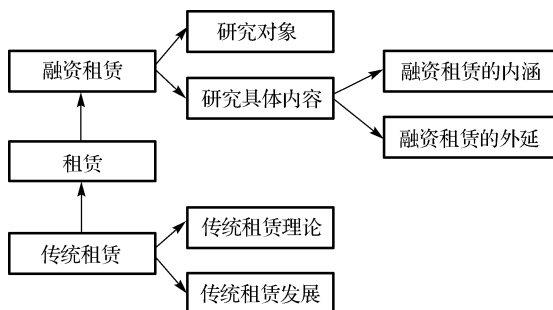 研究对象
融资租赁
融资租赁的内涵
研究具体内容
融资租赁的外延
租赁
传统租赁理论
传统租赁
传统租赁发展